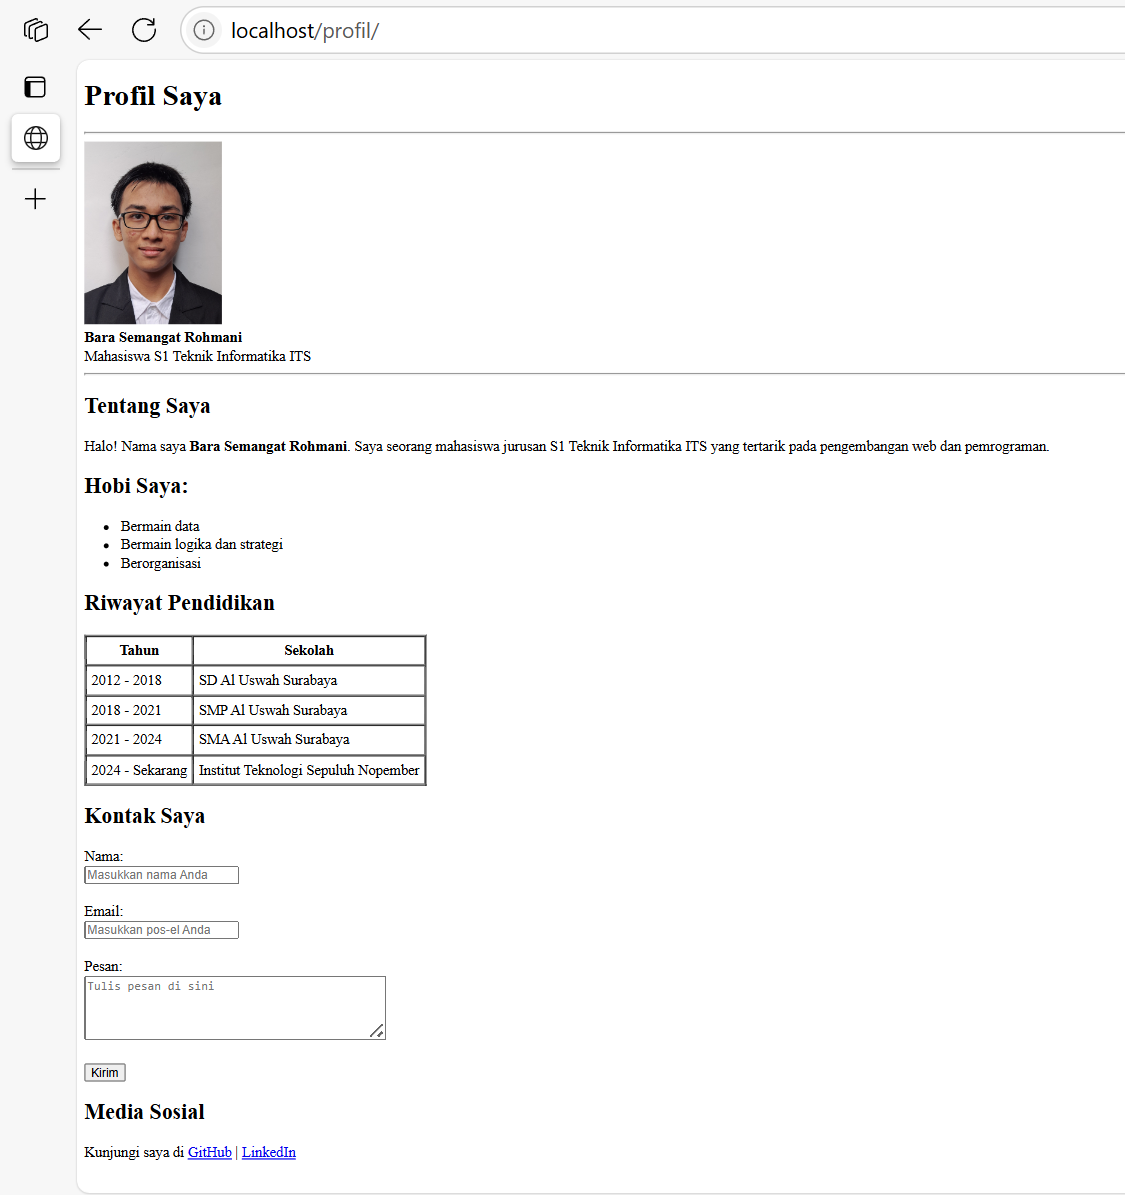 localhost/profil/
Profil Saya
Bara Semangat Rohmani
Mahasiswa S1 Teknik Informatika ITS
Tentang Saya
Halo! Nama saya Bara Semangat Rohmani. Saya seorang mahasiswa jurusan S1 Teknik Informatika ITS yang tertarik pada pengembangan web dan pemrograman.
Hobi Saya:
• Bermain data
• Bermain logika dan strategi
• Berorganisasi
Riwayat Pendidikan
Tahun Sekolah
2012 - 2018 SD Al Uswah Surabaya
2018 - 2021 SMP Al Uswah Surabaya
2021 - 2024 SMA Al Uswah Surabaya
2024 - Sekarang Institut Teknologi Sepuluh Nopember
Kontak Saya
Nama:
Masukkan nama Anda
Email:
Masukkan pos-el Anda
Pesan:
Tulis pesan di sini
Kirim
Media Sosial
Kunjungi saya di GitHub | LinkedIn